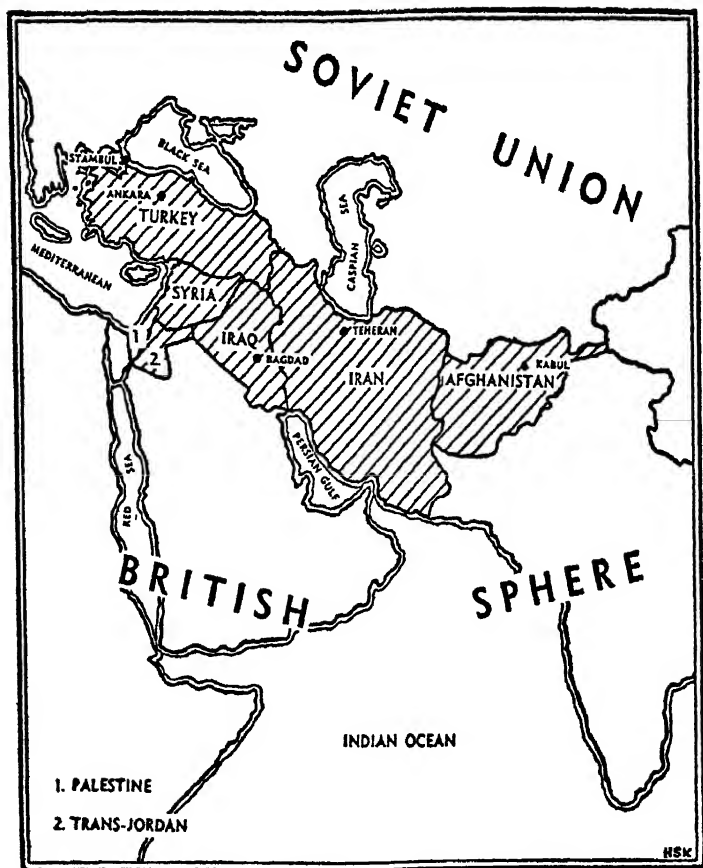 SOVIET UNION
BLACK SEA
STAMBUL
ANKARA
TURKEY
CASPIAN SEA
MEDITERRANEAN
SYRIA
TEHERAN
1
IRAQ
2
BAGDAD
IRAN
KABUL
AFGHANISTAN
PERSIAN GULF
RED SEA
BRITISH SPHERE
INDIAN OCEAN
1. PALESTINE
2. TRANS-JORDAN
HSK